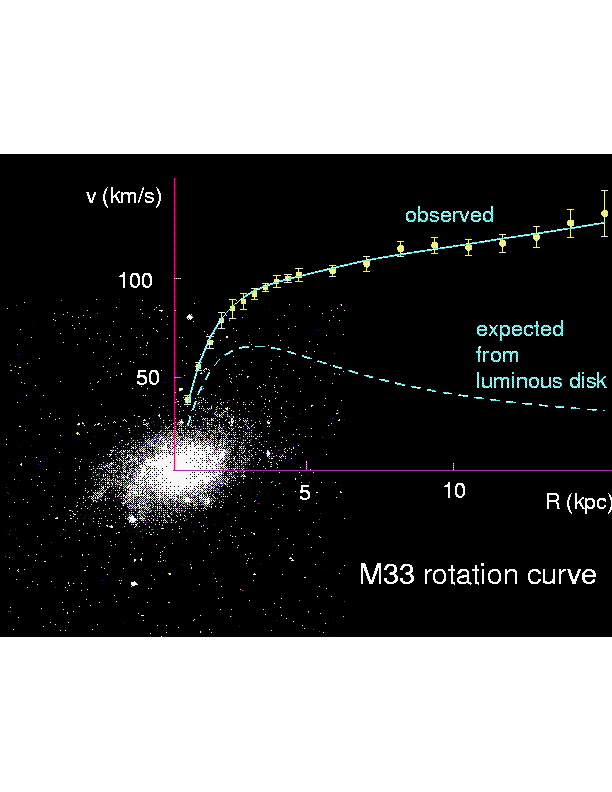 v (km/s)
observed
100
expected
from
luminous disk
50
5
10
R (kpc)
M33 rotation curve